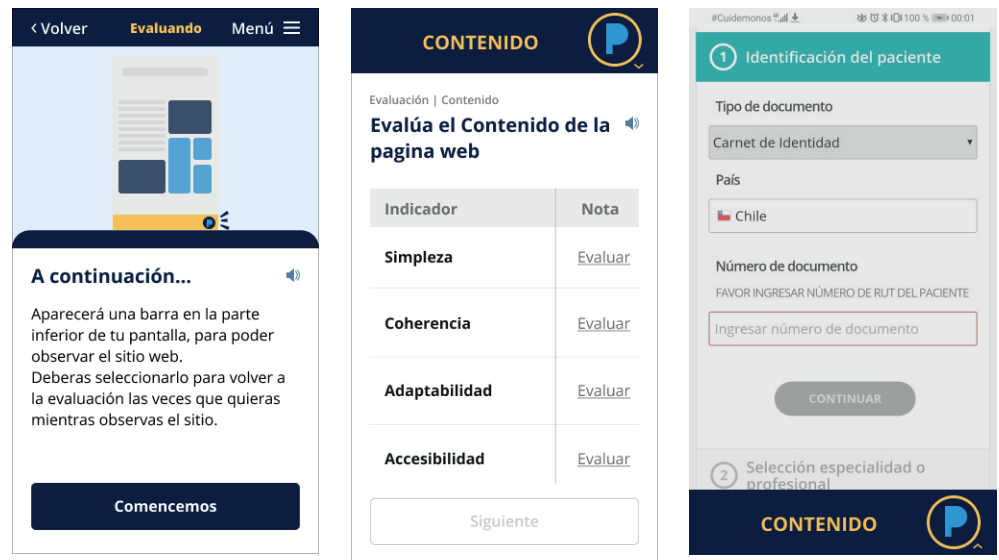 Volver
Evaluando
Menú
A continuación...
Aparecerá una barra en la parte
inferior de tu pantalla, para poder
observar el sitio web.
Deberas seleccionarlo para volver a
la evaluación las veces que quieras
mientras observas el sitio.
Comencemos
CONTENIDO
P
Evaluación | Contenido
Evalúa el Contenido de la
pagina web
Indicador Nota
Simpleza Evaluar
Coherencia Evaluar
Adaptabilidad Evaluar
Accesibilidad Evaluar
Siguiente
#Cuidemonos 100 % 00:01
1 Identificación del paciente
Tipo de documento
Carnet de Identidad
País
Chile
Número de documento
FAVOR INGRESAR NÚMERO DE RUT DEL PACIENTE
Ingresar número de documento
CONTINUAR
2 Selección especialidad o
profesional
CONTENIDO
P